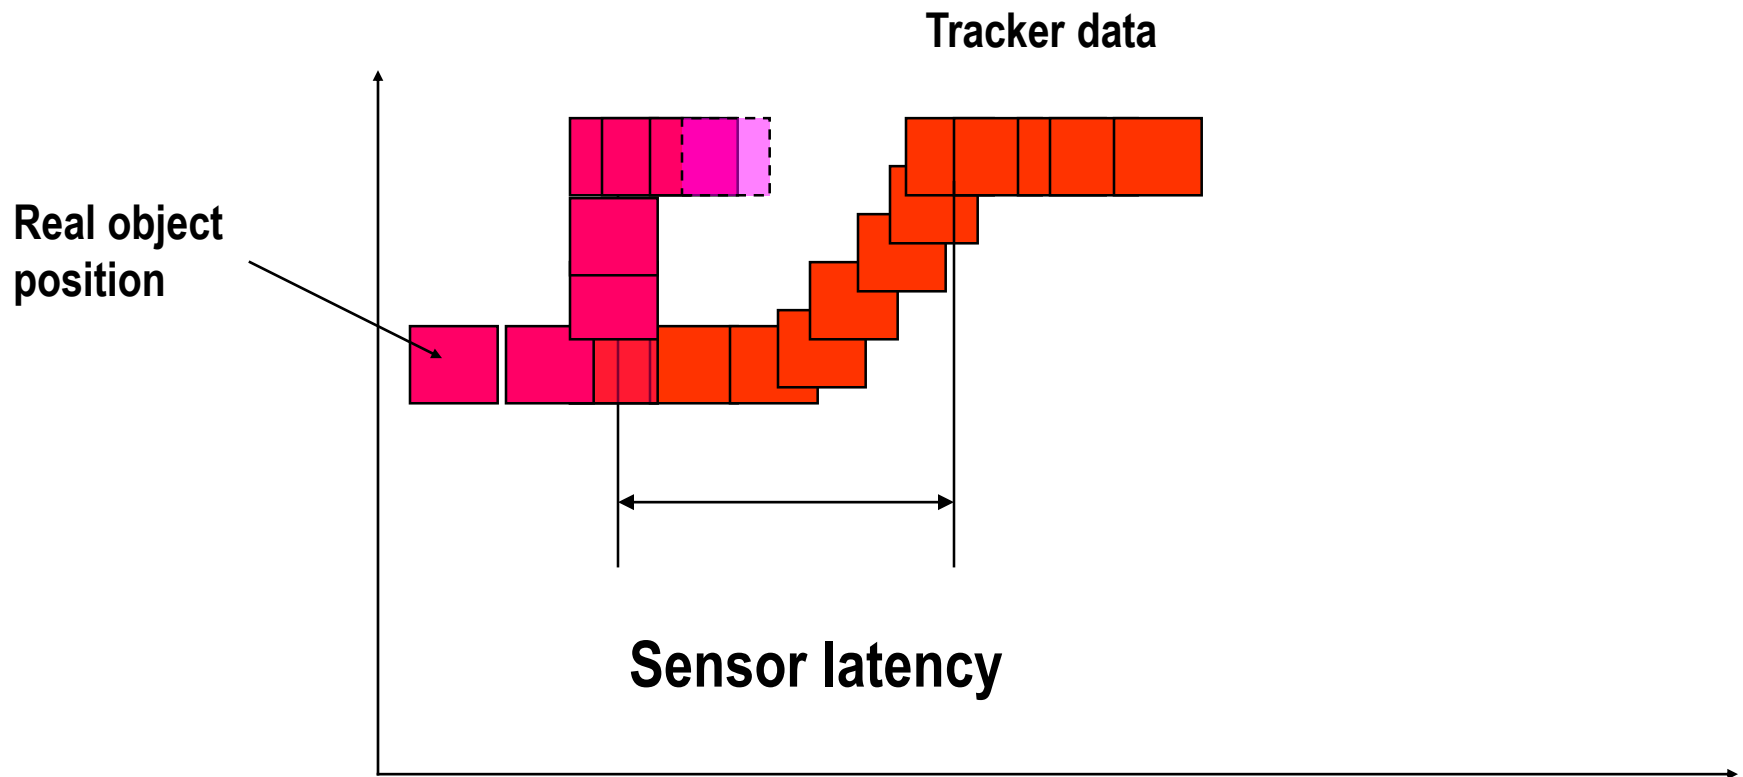 Tracker data
Real object
position
Sensor latency